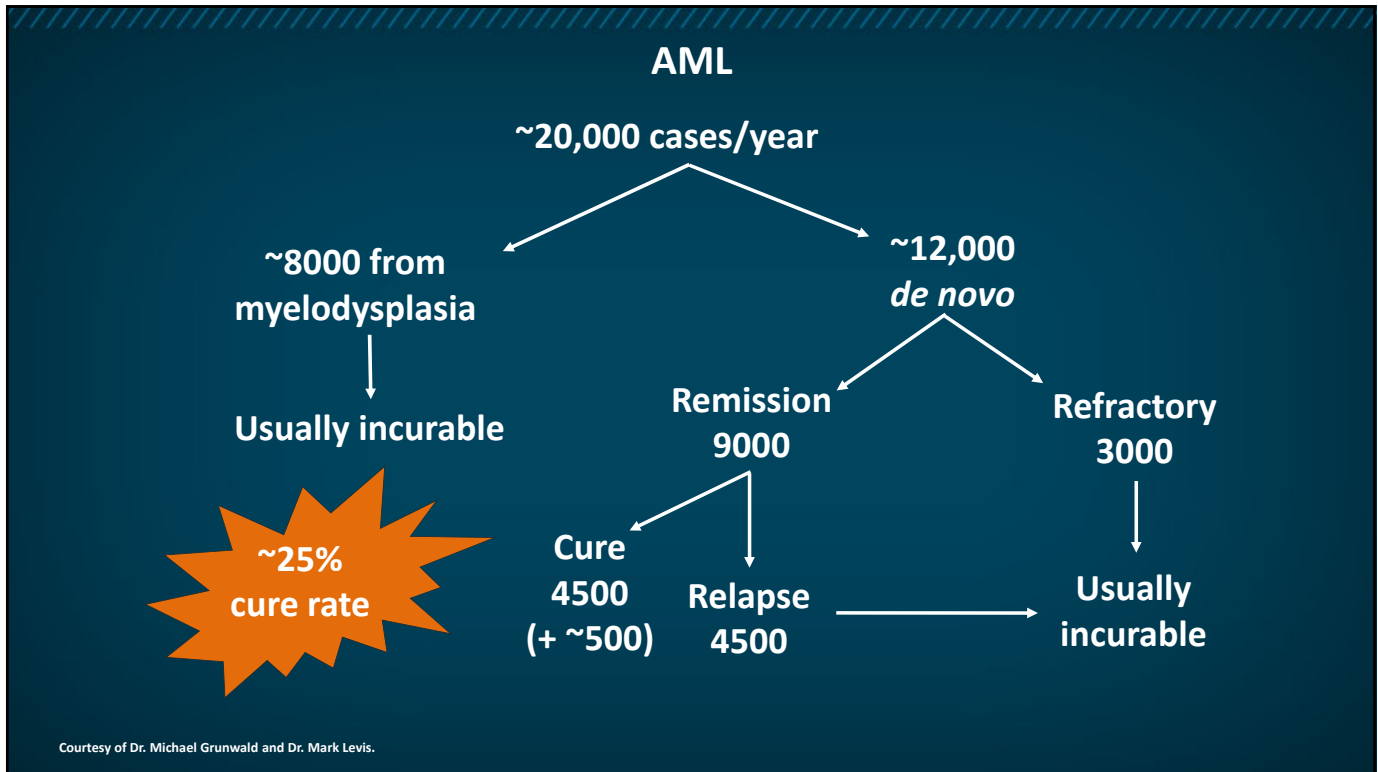 AML
~20,000 cases/year
~8000 from
myelodysplasia
~12,000
de novo
Usually incurable
Remission
9000
Refractory
3000
~25%
cure rate
Cure
4500
(+ ~500)
Relapse
4500
Usually
incurable
Courtesy of Dr. Michael Grunwald and Dr. Mark Levis.